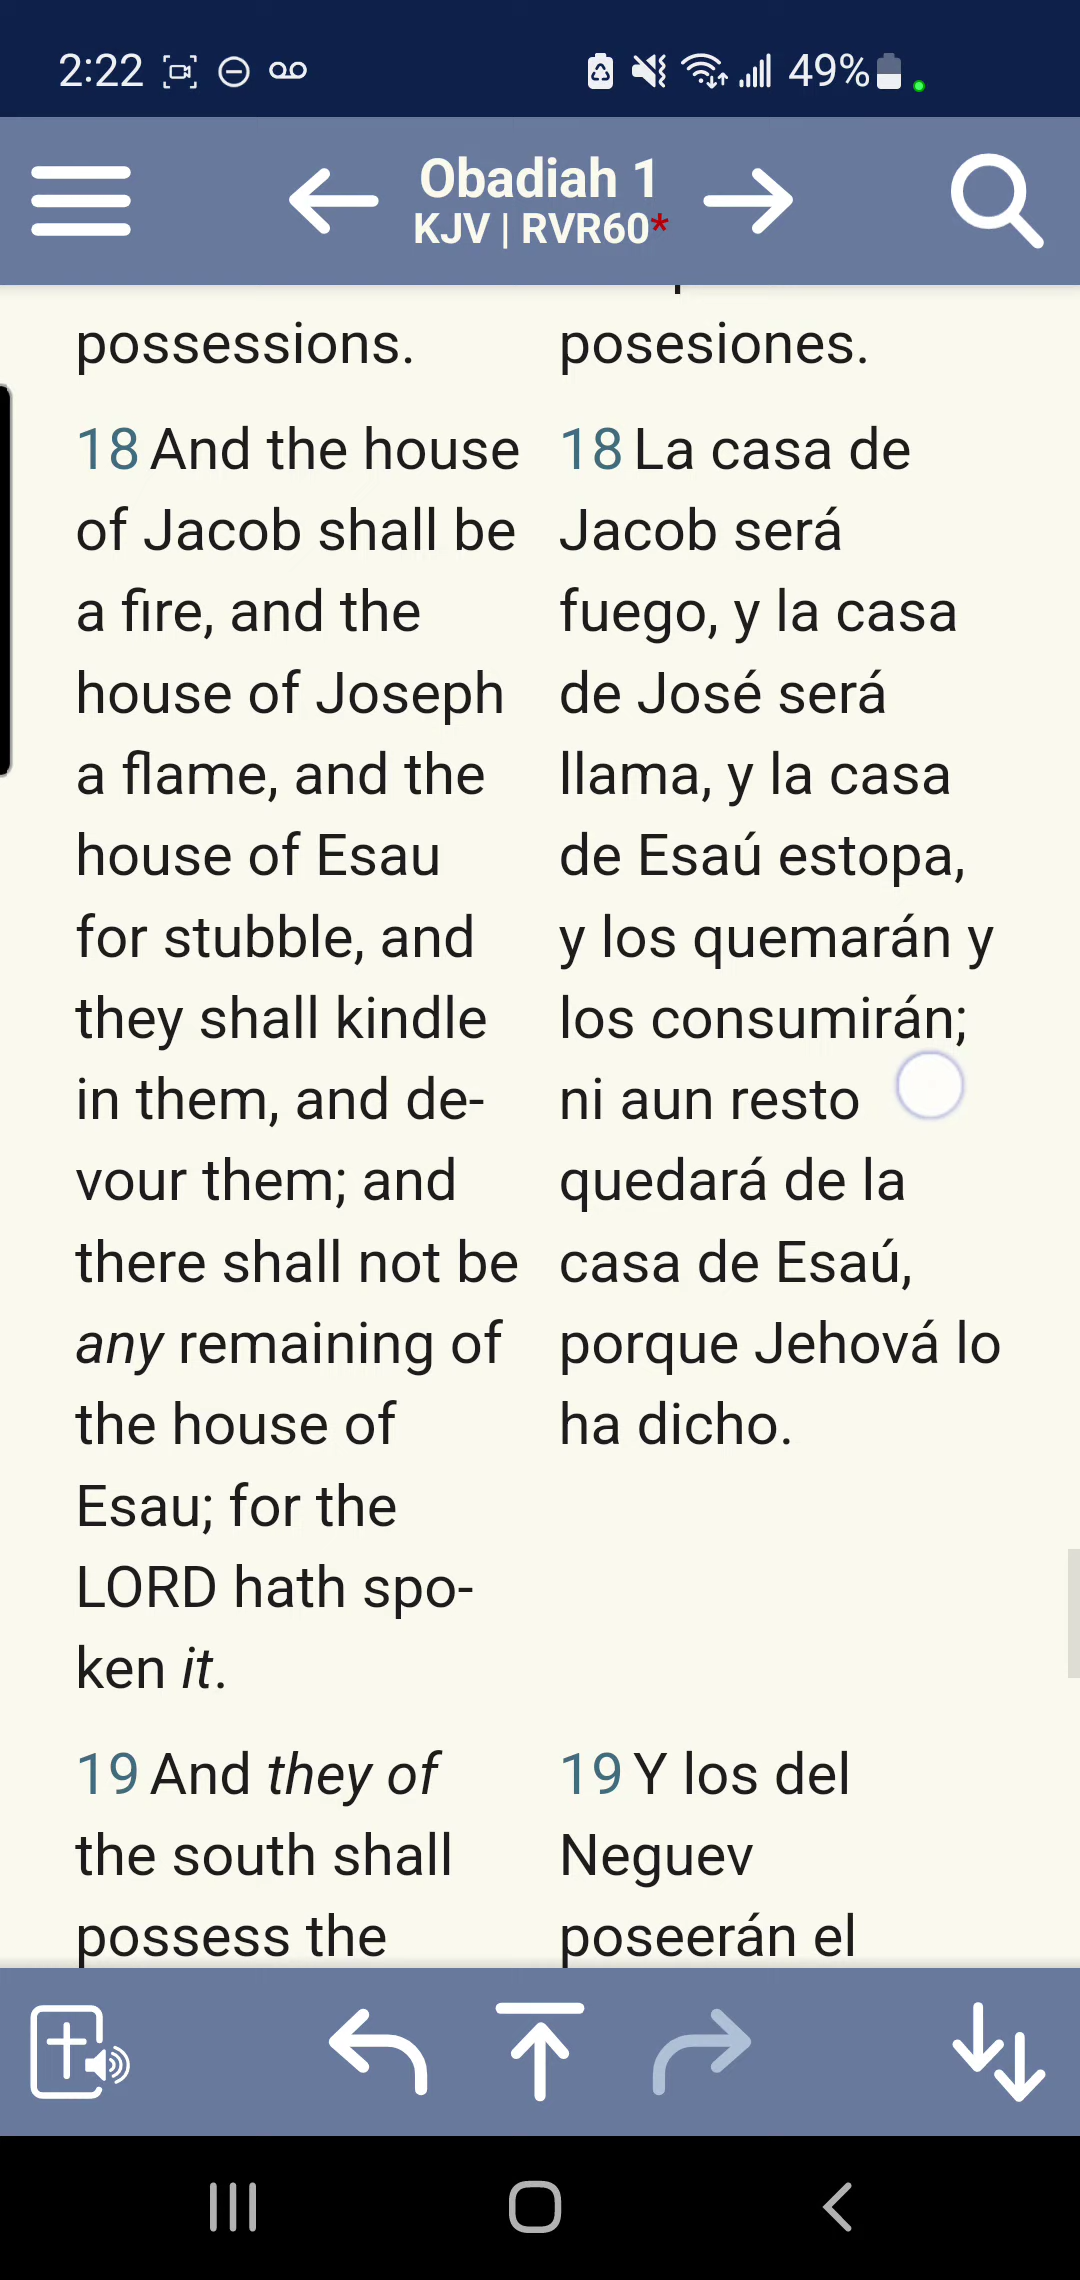 2:22
49%
Obadiah 1
KJV | RVR60*
possessions.
18 And the house
of Jacob shall be
a fire, and the
house of Joseph
a flame, and the
house of Esau
for stubble, and
they shall kindle
in them, and de-
vour them; and
there shall not be
any remaining of
the house of
Esau; for the
LORD hath spo-
ken it.
19 And they of
the south shall
possess the
posesiones.
18 La casa de
Jacob será
fuego, y la casa
de José será
llama, y la casa
de Esaú estopa,
y los quemarán y
los consumirán;
ni aun resto
quedará de la
casa de Esaú,
porque Jehová lo
ha dicho.
19 Y los del
Neguev
poseerán el